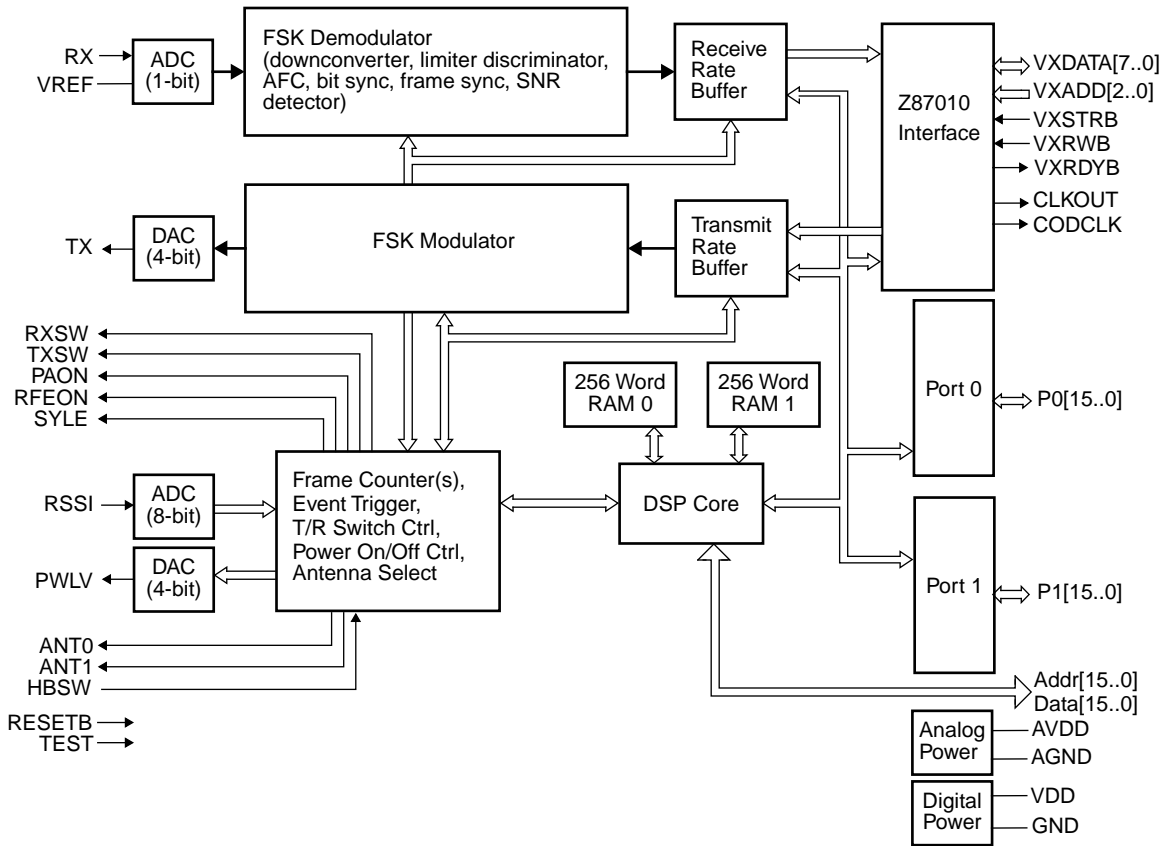 RX
VREF
ADC
(1-bit)
FSK Demodulator
(downconverter, limiter discriminator,
AFC, bit sync, frame sync, SNR
detector)
Receive
Rate
Buffer
Z87010
Interface
VXDATA[7..0]
VXADD[2..0]
VXSTRB
VXRWB
VXRDYB
CLKOUT
CODCLK
TX
DAC
(4-bit)
FSK Modulator
Transmit
Rate
Buffer
RXSW
TXSW
PAON
RFEON
SYLE
256 Word
RAM 0
256 Word
RAM 1
Port 0
P0[15..0]
RSSI
ADC
(8-bit)
Frame Counter(s),
Event Trigger,
T/R Switch Ctrl,
Power On/Off Ctrl,
Antenna Select
DSP Core
PWLV
DAC
(4-bit)
Port 1
P1[15..0]
ANT0
ANT1
HBSW
RESETB
TEST
Addr[15..0]
Data[15..0]
Analog
Power
AVDD
AGND
Digital
Power
VDD
GND